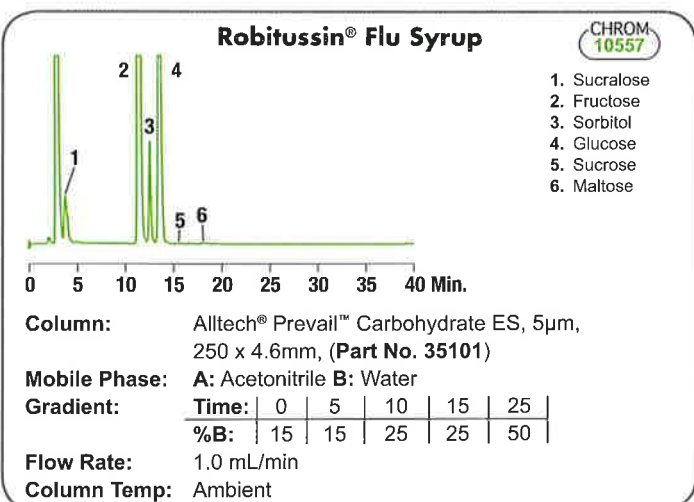 Robitussin® Flu Syrup
CHROM
10557
1. Sucralose
2. Fructose
3. Sorbitol
4. Glucose
5. Sucrose
6. Maltose
2
4
3
1
5
6
0 5 10 15 20 25 30 35 40 Min.
Column: Alltech® Prevail™ Carbohydrate ES, 5µm,
250 x 4.6mm, (Part No. 35101)
Mobile Phase: A: Acetonitrile B: Water
Gradient: Time: 0 5 10 15 25
%B: 15 15 25 25 50
Flow Rate: 1.0 mL/min
Column Temp: Ambient